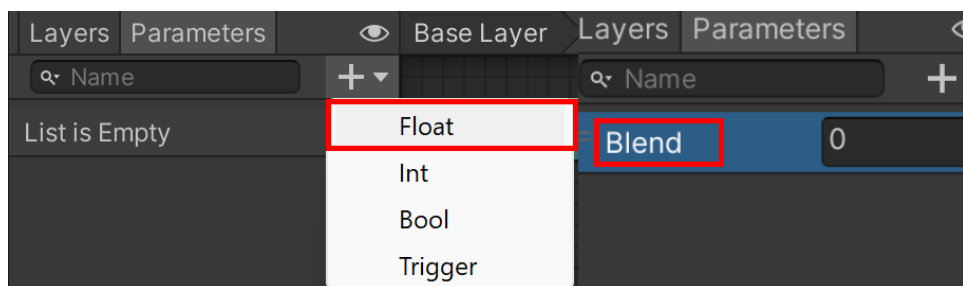 Layers Parameters Base Layer
Name
List is Empty
Float
Int
Bool
Trigger
Layers Parameters
Name
Blend 0